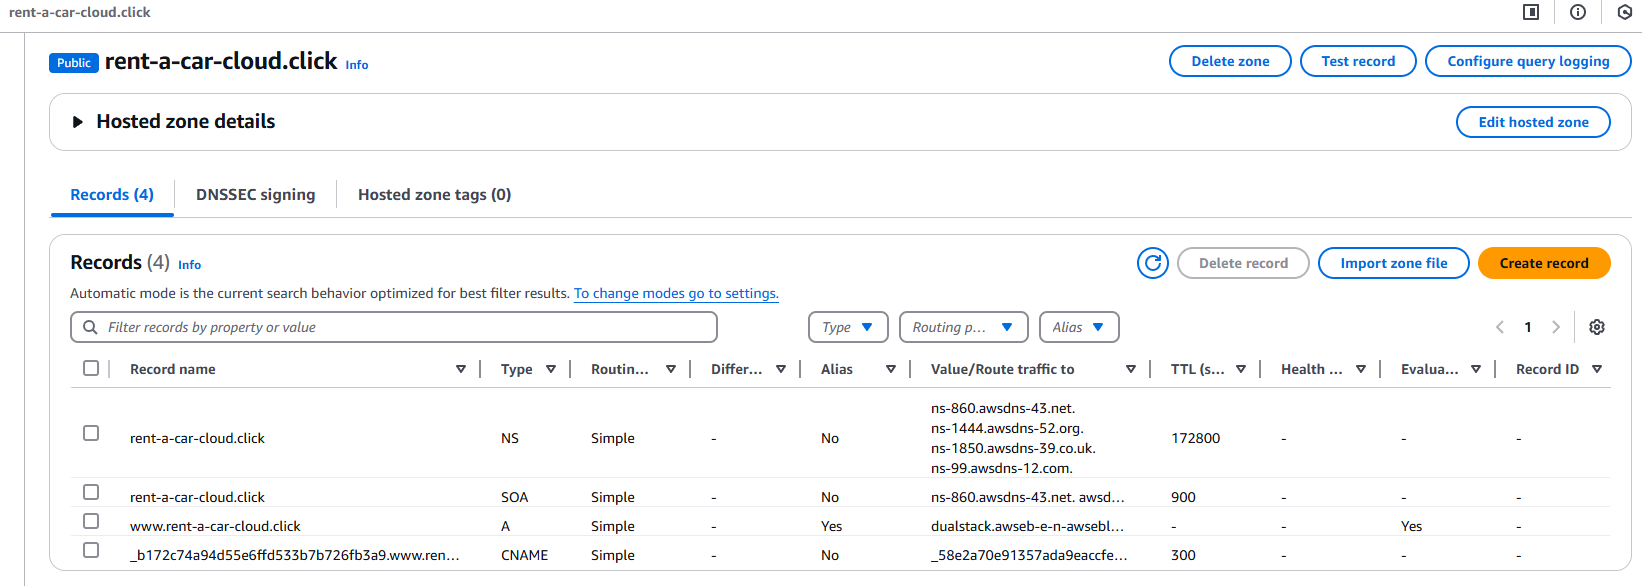 rent-a-car-cloud.click
Public rent-a-car-cloud.click Info
Delete zone Test record Configure query logging
Hosted zone details
Edit hosted zone
Records (4) DNSSEC signing Hosted zone tags (0)
Records (4) Info
Delete record Import zone file Create record
Automatic mode is the current search behavior optimized for best filter results. To change modes go to settings.
Filter records by property or value Type Routing p... Alias 1
Record name Type Routin... Differ... Alias Value/Route traffic to TTL (s... Health ... Evalua... Record ID
ns-860.awsdns-43.net.
ns-1444.awsdns-52.org.
rent-a-car-cloud.click NS Simple - No 172800 - - -
ns-1850.awsdns-39.co.uk.
ns-99.awsdns-12.com.
rent-a-car-cloud.click SOA Simple - No ns-860.awsdns-43.net. awsd... 900 - - -
www.rent-a-car-cloud.click A Simple - Yes dualstack.awseb-e-n-awsebl... - - Yes -
_b172c74a94d55e6ffd533b7b726fb3a9.www.ren... CNAME Simple - No _58e2a70e91357ada9eaccfe... 300 - - -